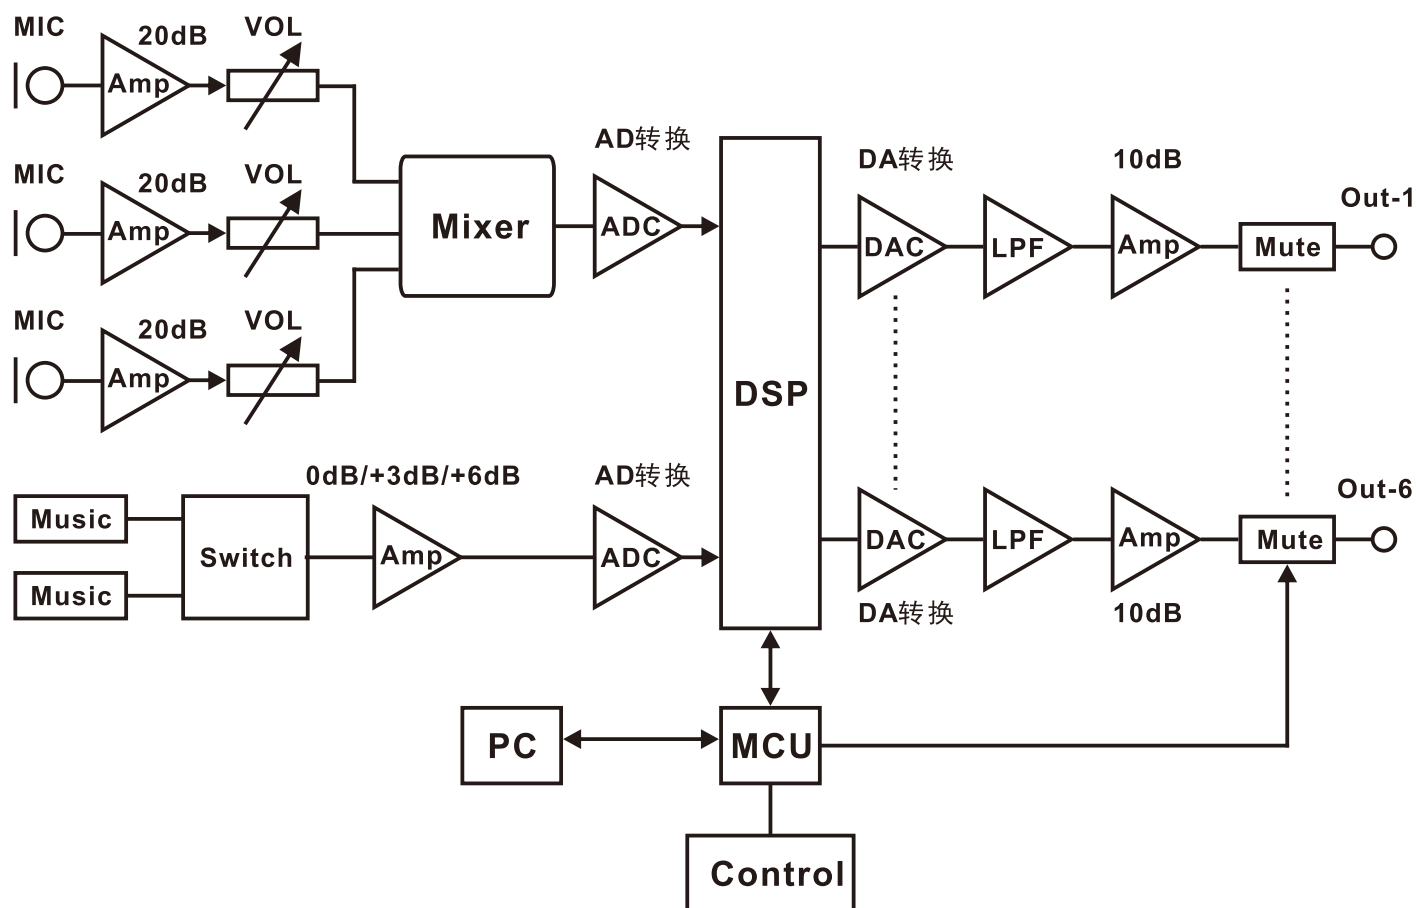 MIC
20dB
VOL
Amp
MIC
20dB
VOL
Amp
MIC
20dB
VOL
Amp
Mixer
AD转换
ADC
DSP
DA转换
DAC
LPF
10dB
Amp
Mute
Out-1
Music
Music
Switch
0dB/+3dB/+6dB
Amp
AD转换
ADC
DAC
DA转换
LPF
Amp
10dB
Mute
Out-6
PC
MCU
Control